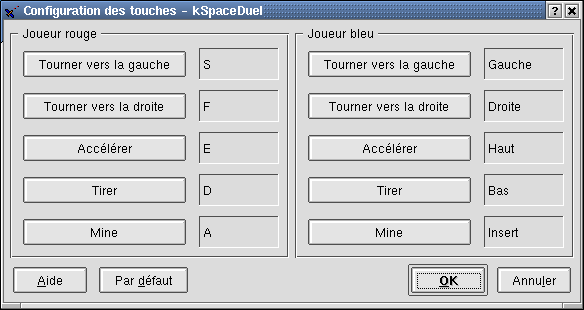 Configuration des touches - kSpaceDuel
Joueur rouge
Tourner vers la gauche S
Tourner vers la droite F
Accélérer E
Tirer D
Mine A
Joueur bleu
Tourner vers la gauche Gauche
Tourner vers la droite Droite
Accélérer Haut
Tirer Bas
Mine Insert
Aide Par défaut OK Annuler